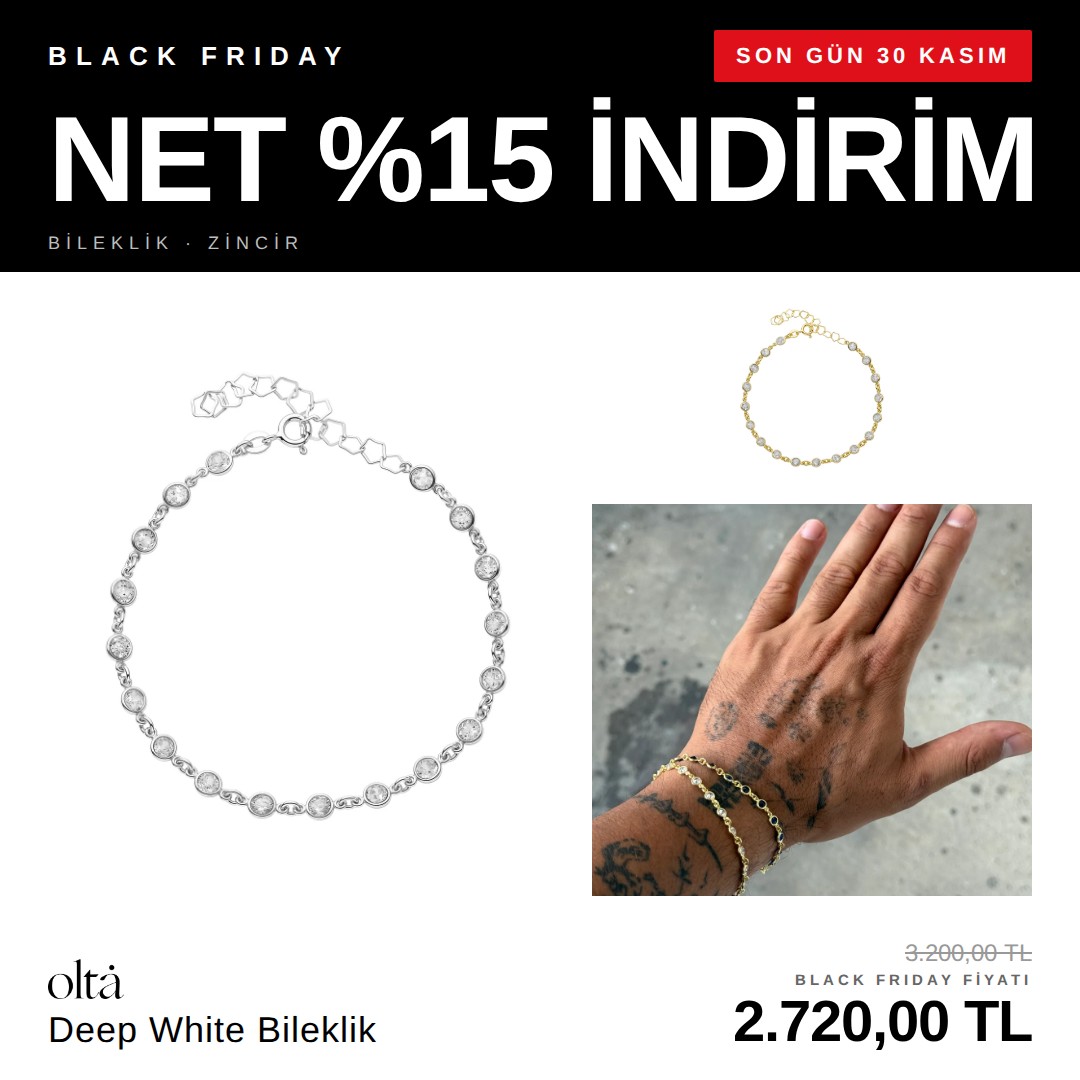 BLACK FRIDAY
SON GÜN 30 KASIM
NET %15 İNDİRİM
BİLEKLİK · ZİNCİR
olta
Deep White Bileklik
3.200,00 TL
BLACK FRIDAY FİYATI
2.720,00 TL